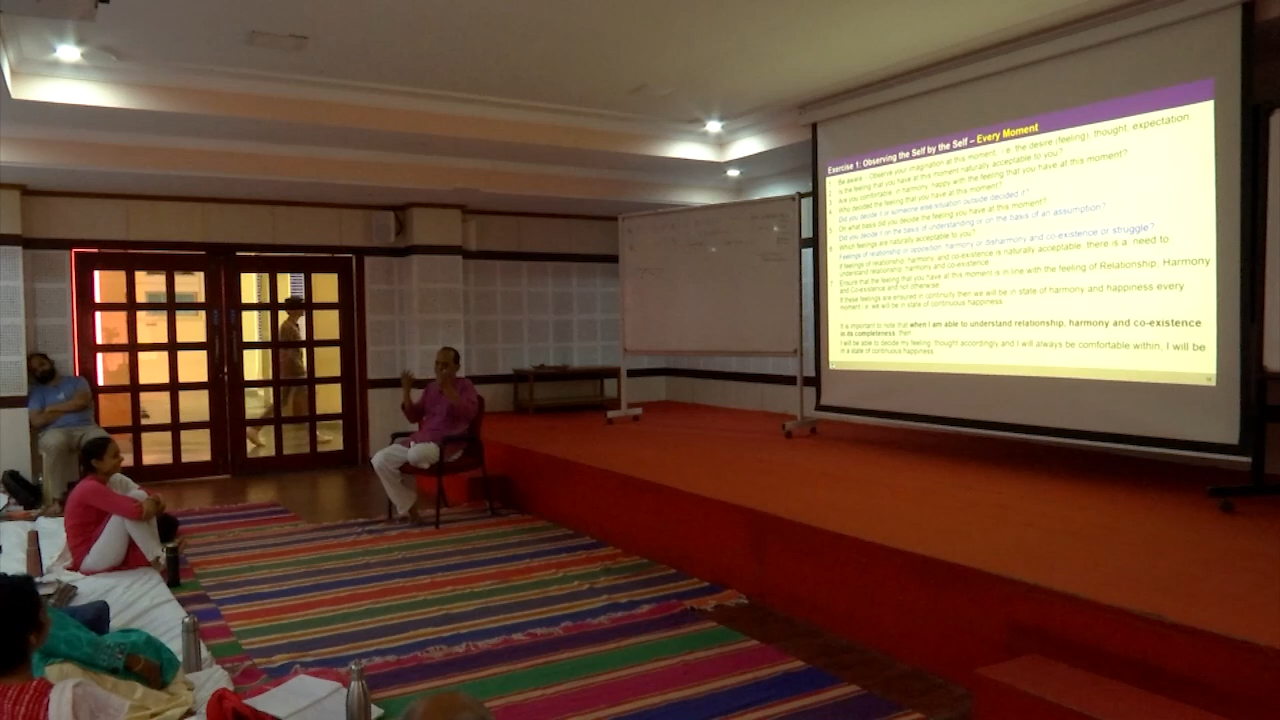 Exercise 1: Observing the Self by the Self – Every Moment
1. Be aware - Observe your imagination at this moment, i.e. the desire (feeling), thought, expectation
2. Is the feeling that you have at this moment naturally acceptable to you?
3. Are you comfortable, in harmony, happy with the feeling that you have at this moment?
4. Who decided the feeling that you have at this moment?
Did you decide it or someone else/situation outside decided it?
5. On what basis did you decide the feeling you have at this moment?
Did you decide it on the basis of understanding or on the basis of an assumption?
6. Which feelings are naturally acceptable to you?
Feelings of relationship or opposition, harmony or disharmony and co-existence or struggle?
If feelings of relationship, harmony and co-existence is naturally acceptable, there is a need to
understand relationship, harmony and co-existence
7. Ensure that the feeling that you have at this moment is in line with the feeling of Relationship, Harmony
and Co-existence and not otherwise
If these feelings are ensured in continuity then we will be in state of harmony and happiness every
moment i.e. we will be in state of continuous happiness
It is important to note that when I am able to understand relationship, harmony and co-existence
in its completeness, then
I will be able to decide my feeling, thought accordingly and I will always be comfortable within, I will be
in a state of continuous happiness